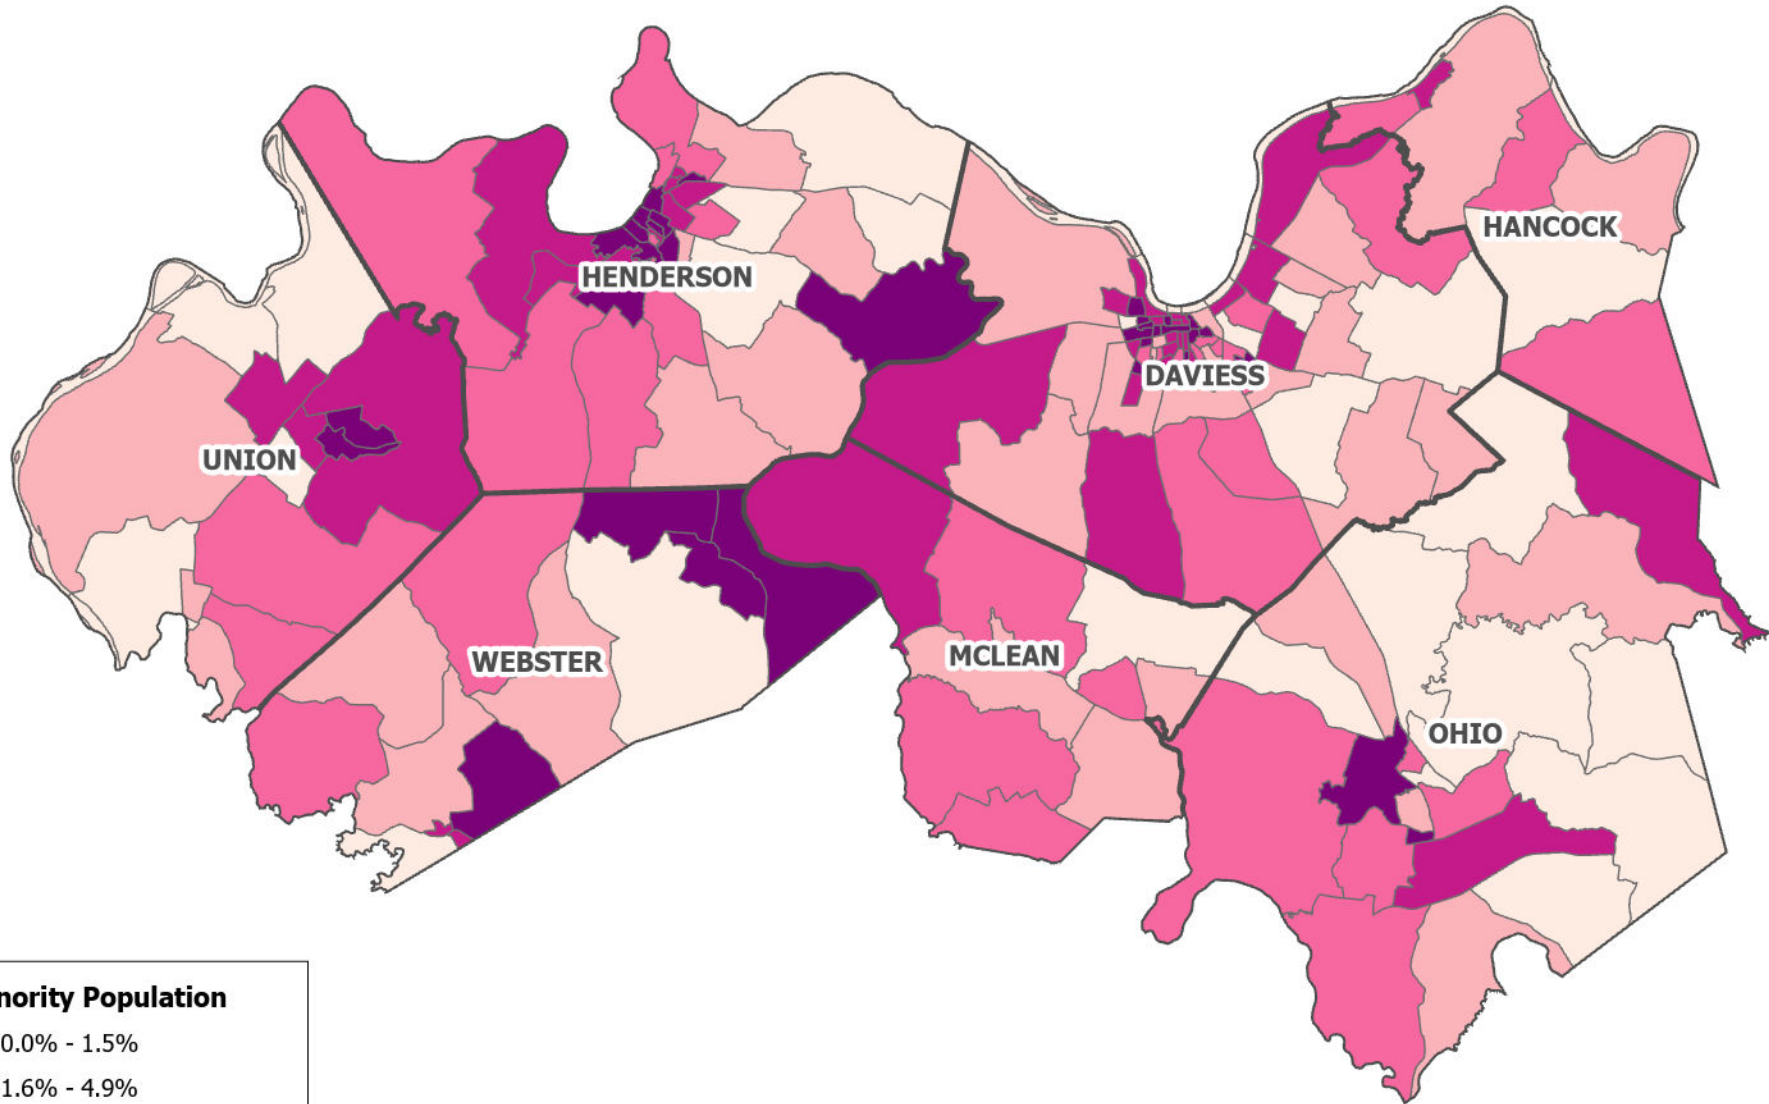 HANCOCK
HENDERSON
DAVIESS
UNION
WEBSTER
MCLEAN
OHIO
nority Population
0.0% - 1.5%
1.6% - 4.9%